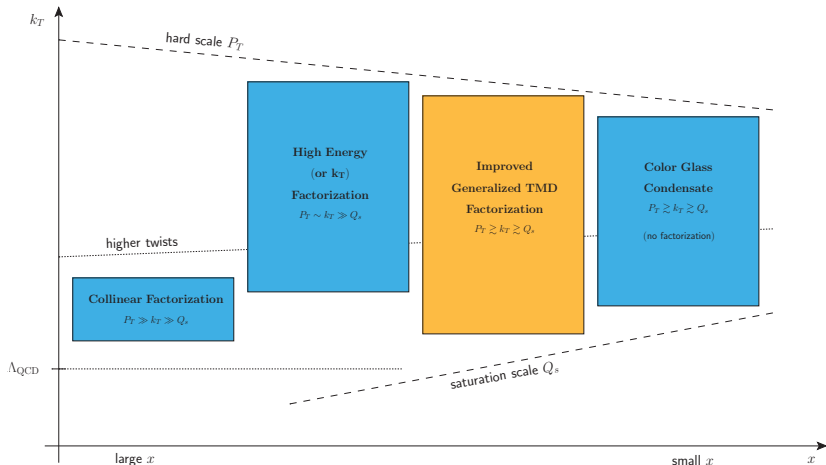 k_T
hard scale P_T
High Energy
(or k_T)
Factorization
P_T ∼ k_T ≫ Q_s
Improved
Generalized TMD
Factorization
P_T ≳ k_T ≳ Q_s
Color Glass
Condensate
P_T ≳ k_T ≳ Q_s
(no factorization)
higher twists
Collinear Factorization
P_T ≫ k_T ≫ Q_s
Λ_QCD
saturation scale Q_s
large x
small x
x